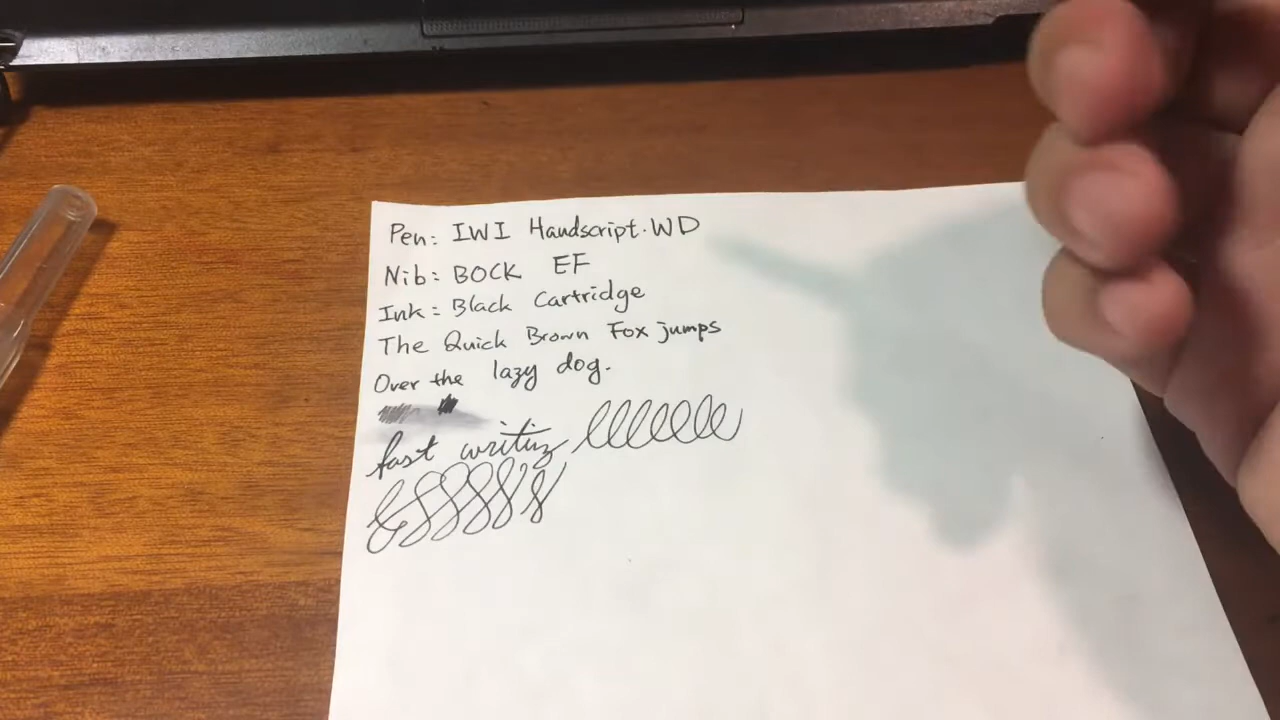 Pen: IWI Handscript.WD
Nib: BOCK EF
Ink: Black Cartridge
The Quick Brown Fox jumps
Over the lazy dog.
fast writing lllllll